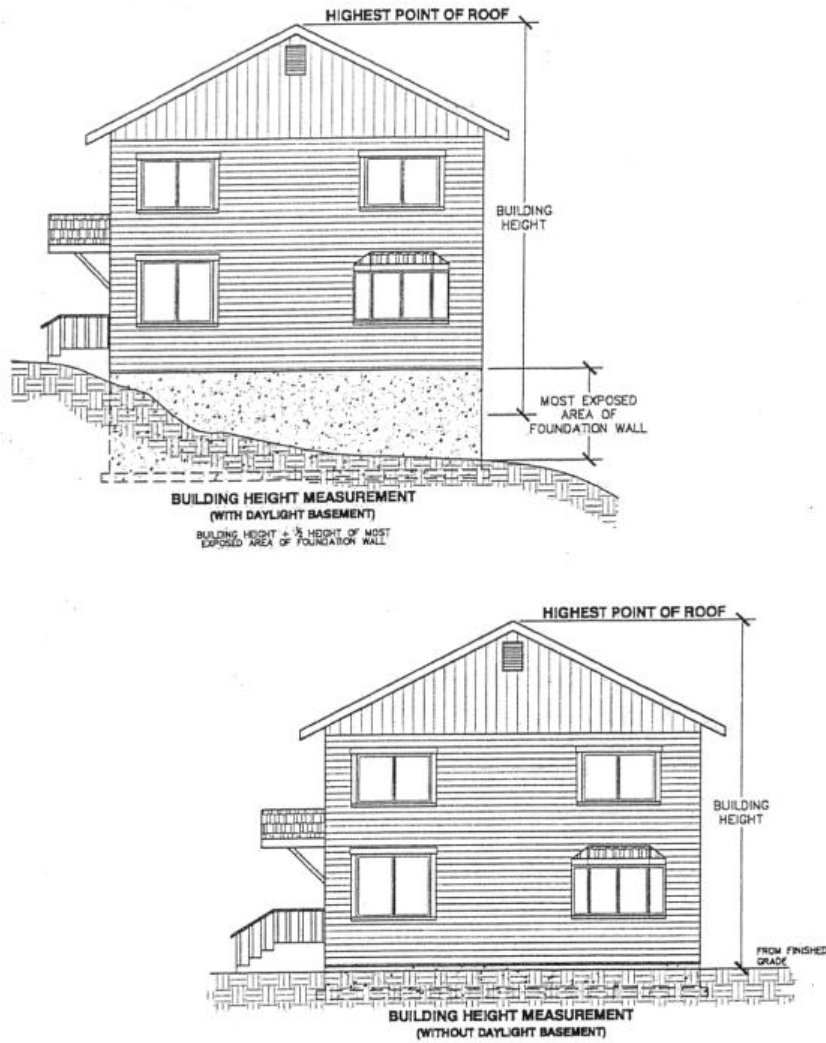 HIGHEST POINT OF ROOF
BUILDING
HEIGHT
MOST EXPOSED
AREA OF
FOUNDATION WALL
BUILDING HEIGHT MEASUREMENT
(WITH DAYLIGHT BASEMENT)
BUILDING HEIGHT + ½ HEIGHT OF MOST
EXPOSED AREA OF FOUNDATION WALL
HIGHEST POINT OF ROOF
BUILDING
HEIGHT
FROM FINISHED
GRADE
BUILDING HEIGHT MEASUREMENT
(WITHOUT DAYLIGHT BASEMENT)